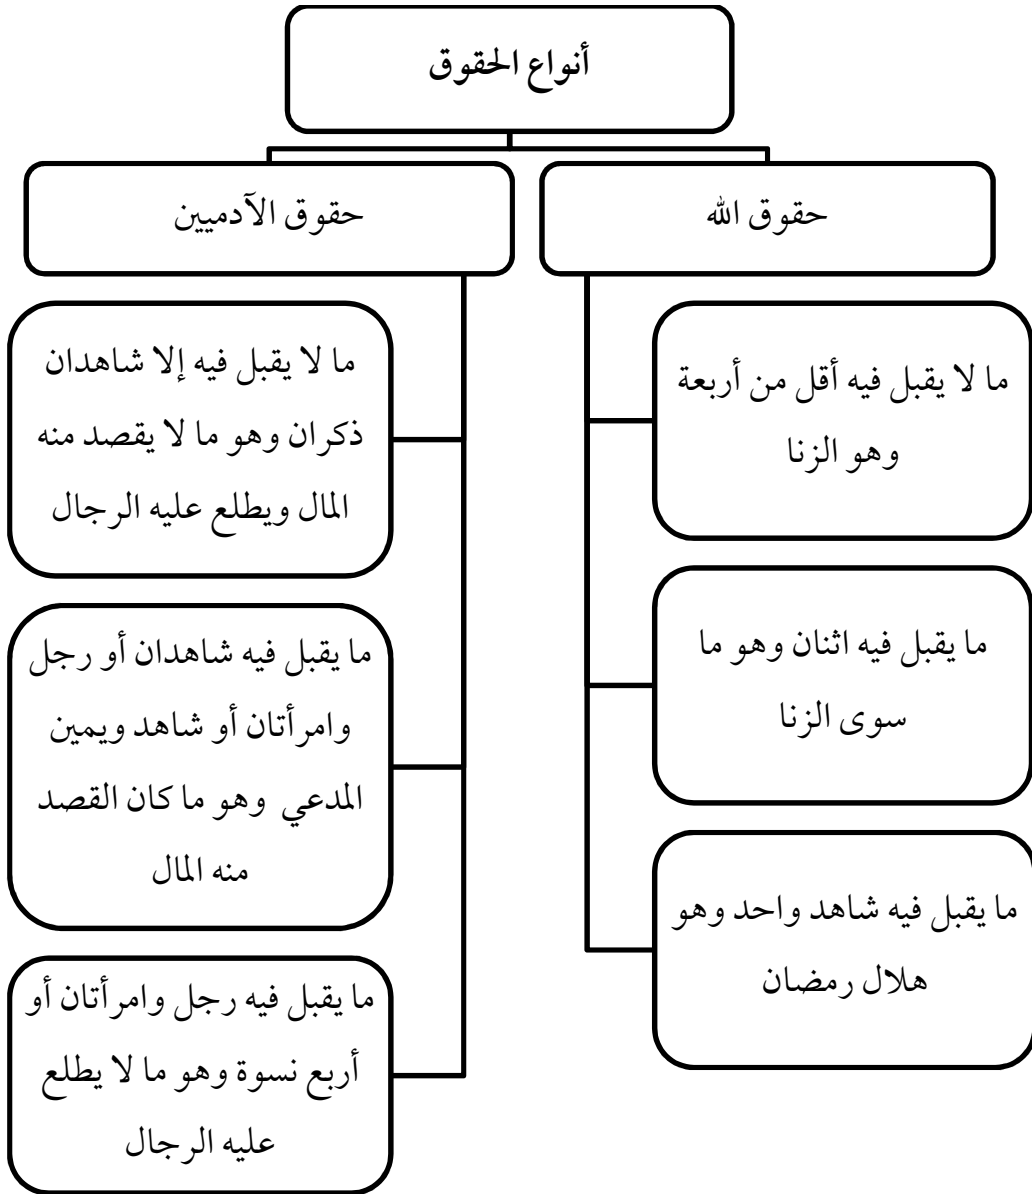 أنواع الحقوق
حقوق الله
ما لا يقبل فيه أقل من أربعة
وهو الزنا
ما يقبل فيه اثنان وهو ما
سوى الزنا
ما يقبل فيه شاهد واحد وهو
هلال رمضان
حقوق الآدميين
ما لا يقبل فيه إلا شاهدان
ذكران وهو ما لا يقصد منه
المال ويطلع عليه الرجال
ما يقبل فيه شاهدان أو رجل
وامرأتان أو شاهد ويمين
المدعي وهو ما كان القصد
منه المال
ما يقبل فيه رجل وامرأتان أو
أربع نسوة وهو ما لا يطلع
عليه الرجال